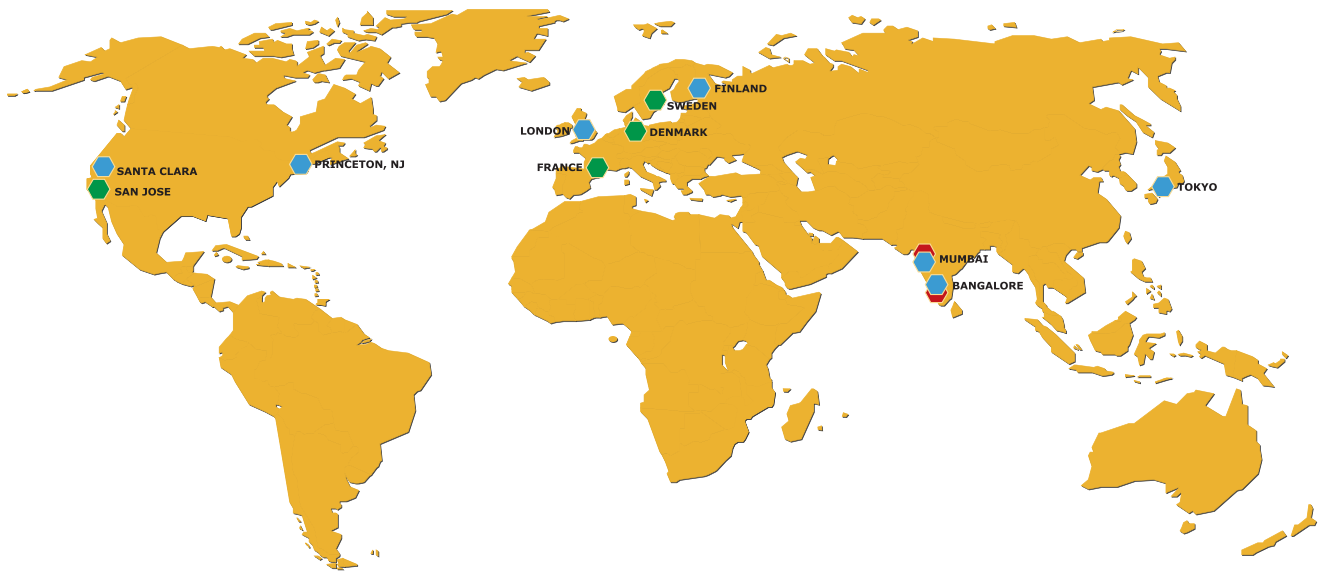 FINLAND
SWEDEN
LONDON
DENMARK
PRINCETON, NJ
FRANCE
SANTA CLARA
SAN JOSE
TOKYO
MUMBAI
BANGALORE